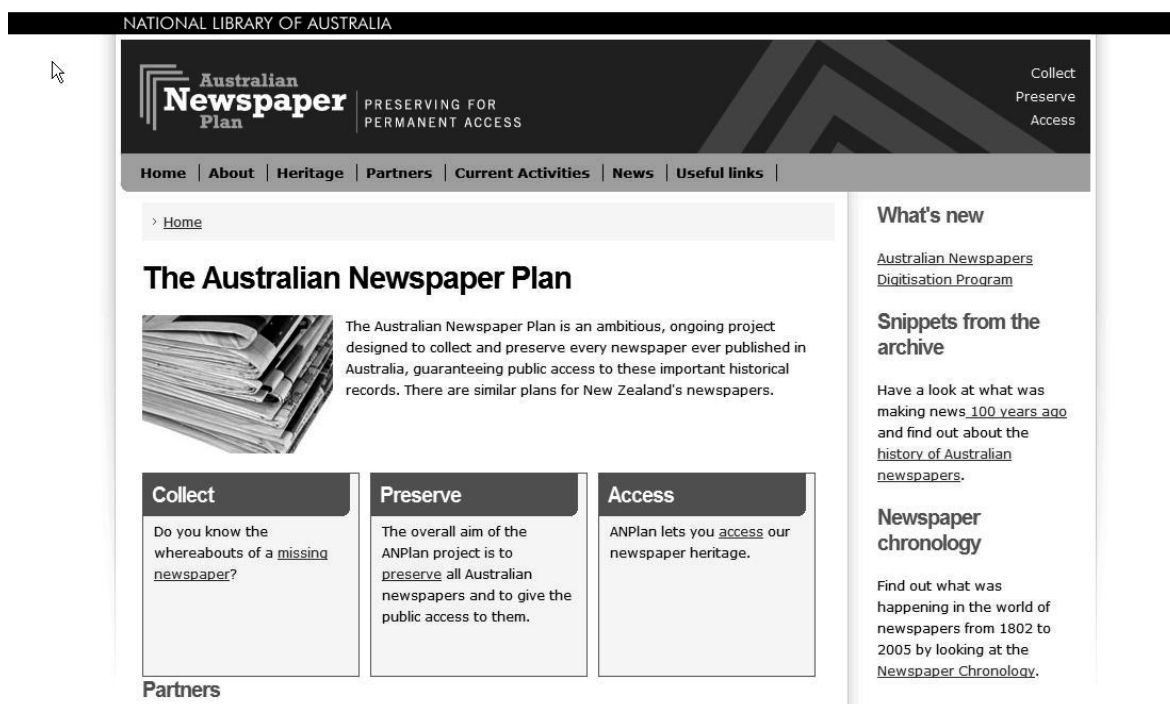 NATIONAL LIBRARY OF AUSTRALIA
Australian
Newspaper
Plan
PRESERVING FOR
PERMANENT ACCESS
Collect
Preserve
Access
Home | About | Heritage | Partners | Current Activities | News | Useful links |
› Home
The Australian Newspaper Plan
The Australian Newspaper Plan is an ambitious, ongoing project
designed to collect and preserve every newspaper ever published in
Australia, guaranteeing public access to these important historical
records. There are similar plans for New Zealand's newspapers.
Collect
Do you know the
whereabouts of a missing
newspaper?
Preserve
The overall aim of the
ANPlan project is to
preserve all Australian
newspapers and to give the
public access to them.
Access
ANPlan lets you access our
newspaper heritage.
Partners
What's new
Australian Newspapers
Digitisation Program
Snippets from the
archive
Have a look at what was
making news 100 years ago
and find out about the
history of Australian
newspapers.
Newspaper
chronology
Find out what was
happening in the world of
newspapers from 1802 to
2005 by looking at the
Newspaper Chronology.